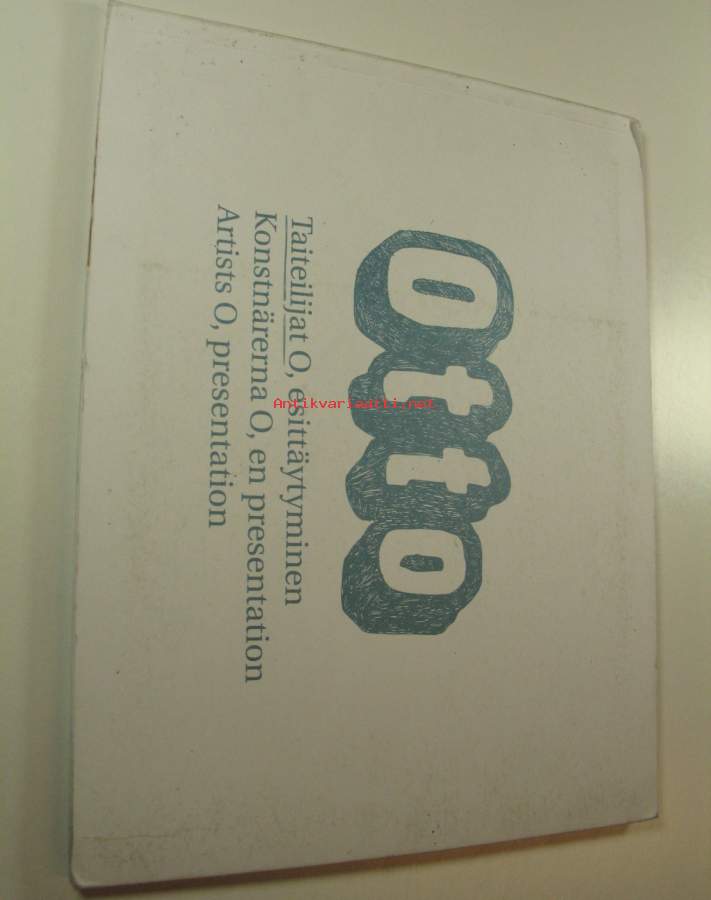 Otto
Taiteilijat O, esittäytyminen
Konstnärerna O, en presentation
Artists O, presentation
Antikvariaatti.net